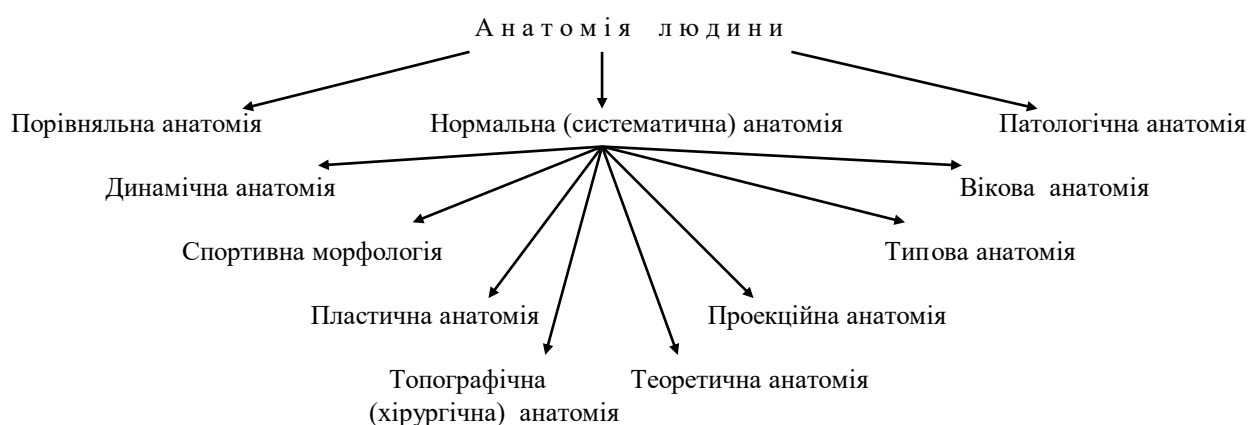 Анатомія людини
Порівняльна анатомія
Нормальна (систематична) анатомія
Патологічна анатомія
Динамічна анатомія
Вікова анатомія
Спортивна морфологія
Типова анатомія
Пластична анатомія
Проекційна анатомія
Топографічна
(хірургічна) анатомія
Теоретична анатомія